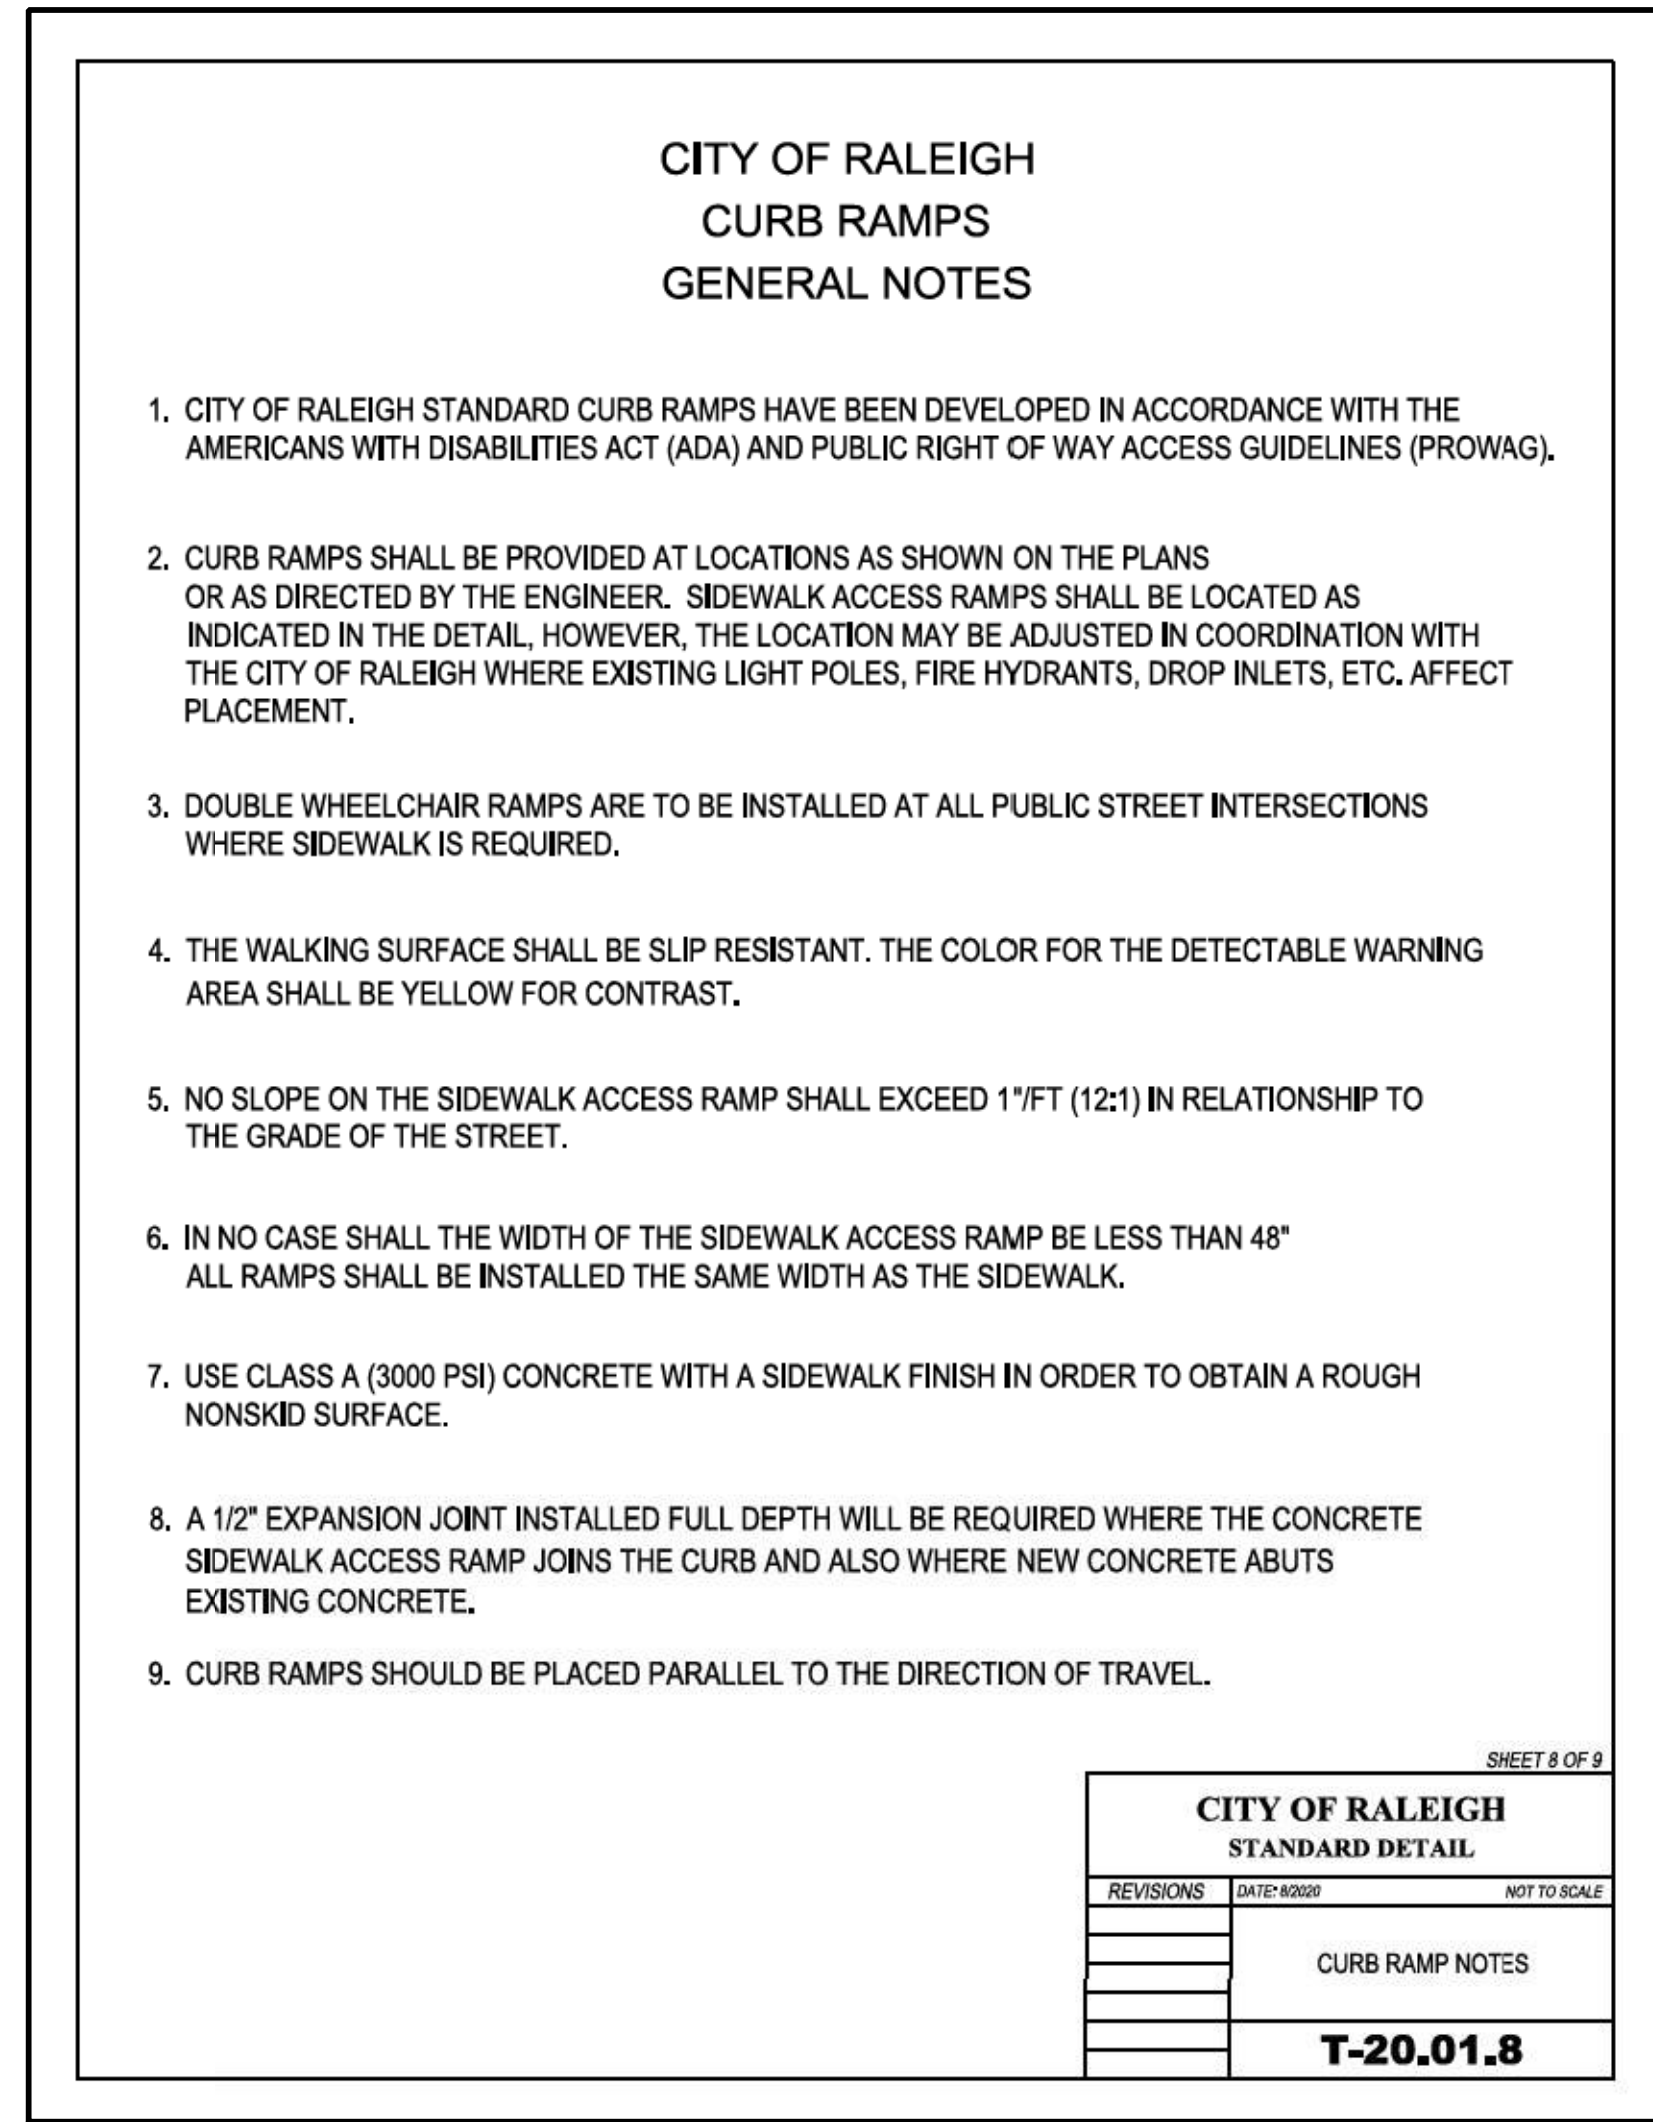 CITY OF RALEIGH
CURB RAMPS
GENERAL NOTES
1. CITY OF RALEIGH STANDARD CURB RAMPS HAVE BEEN DEVELOPED IN ACCORDANCE WITH THE
AMERICANS WITH DISABILITIES ACT (ADA) AND PUBLIC RIGHT OF WAY ACCESS GUIDELINES (PROWAG).
2. CURB RAMPS SHALL BE PROVIDED AT LOCATIONS AS SHOWN ON THE PLANS
OR AS DIRECTED BY THE ENGINEER. SIDEWALK ACCESS RAMPS SHALL BE LOCATED AS
INDICATED IN THE DETAIL, HOWEVER, THE LOCATION MAY BE ADJUSTED IN COORDINATION WITH
THE CITY OF RALEIGH WHERE EXISTING LIGHT POLES, FIRE HYDRANTS, DROP INLETS, ETC. AFFECT
PLACEMENT.
3. DOUBLE WHEELCHAIR RAMPS ARE TO BE INSTALLED AT ALL PUBLIC STREET INTERSECTIONS
WHERE SIDEWALK IS REQUIRED.
4. THE WALKING SURFACE SHALL BE SLIP RESISTANT. THE COLOR FOR THE DETECTABLE WARNING
AREA SHALL BE YELLOW FOR CONTRAST.
5. NO SLOPE ON THE SIDEWALK ACCESS RAMP SHALL EXCEED 1"/FT (12:1) IN RELATIONSHIP TO
THE GRADE OF THE STREET.
6. IN NO CASE SHALL THE WIDTH OF THE SIDEWALK ACCESS RAMP BE LESS THAN 48"
ALL RAMPS SHALL BE INSTALLED THE SAME WIDTH AS THE SIDEWALK.
7. USE CLASS A (3000 PSI) CONCRETE WITH A SIDEWALK FINISH IN ORDER TO OBTAIN A ROUGH
NONSKID SURFACE.
8. A 1/2" EXPANSION JOINT INSTALLED FULL DEPTH WILL BE REQUIRED WHERE THE CONCRETE
SIDEWALK ACCESS RAMP JOINS THE CURB AND ALSO WHERE NEW CONCRETE ABUTS
EXISTING CONCRETE.
9. CURB RAMPS SHOULD BE PLACED PARALLEL TO THE DIRECTION OF TRAVEL.
SHEET 8 OF 9
CITY OF RALEIGH
STANDARD DETAIL
REVISIONS DATE: 8/2020 NOT TO SCALE
CURB RAMP NOTES
T-20.01.8